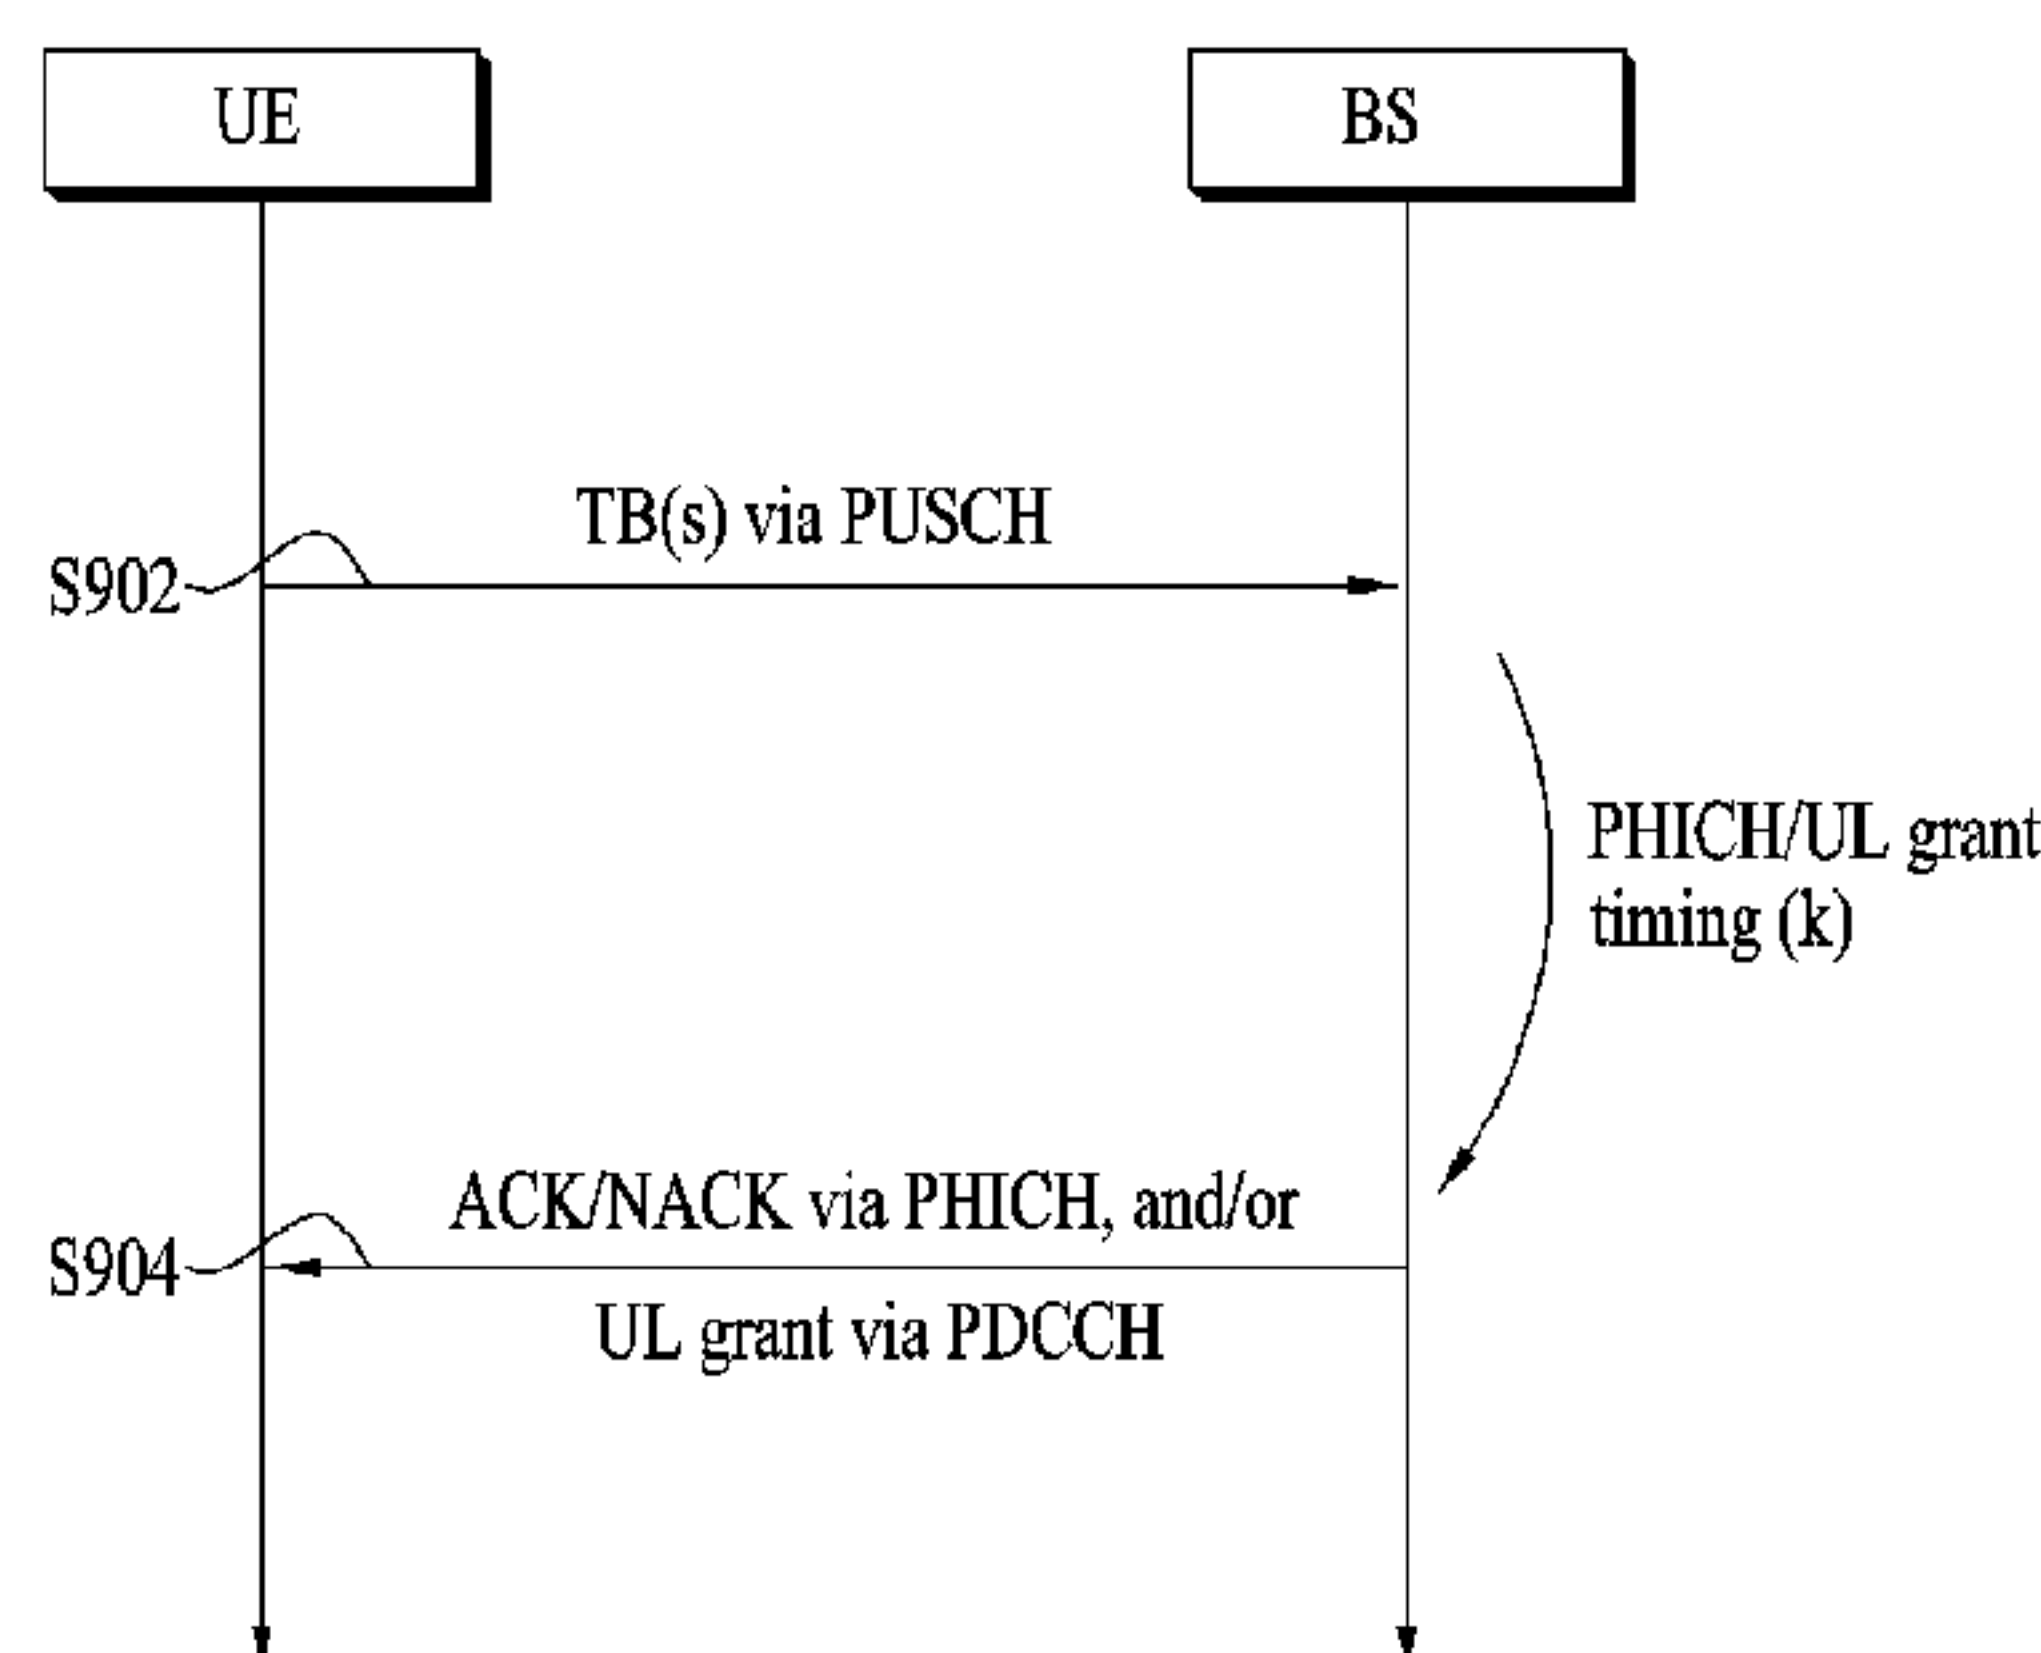 UE
BS
TB(s) via PUSCH
S902
PHICH/UL grant
timing (k)
ACK/NACK via PHICH, and/or
S904
UL grant via PDCCH